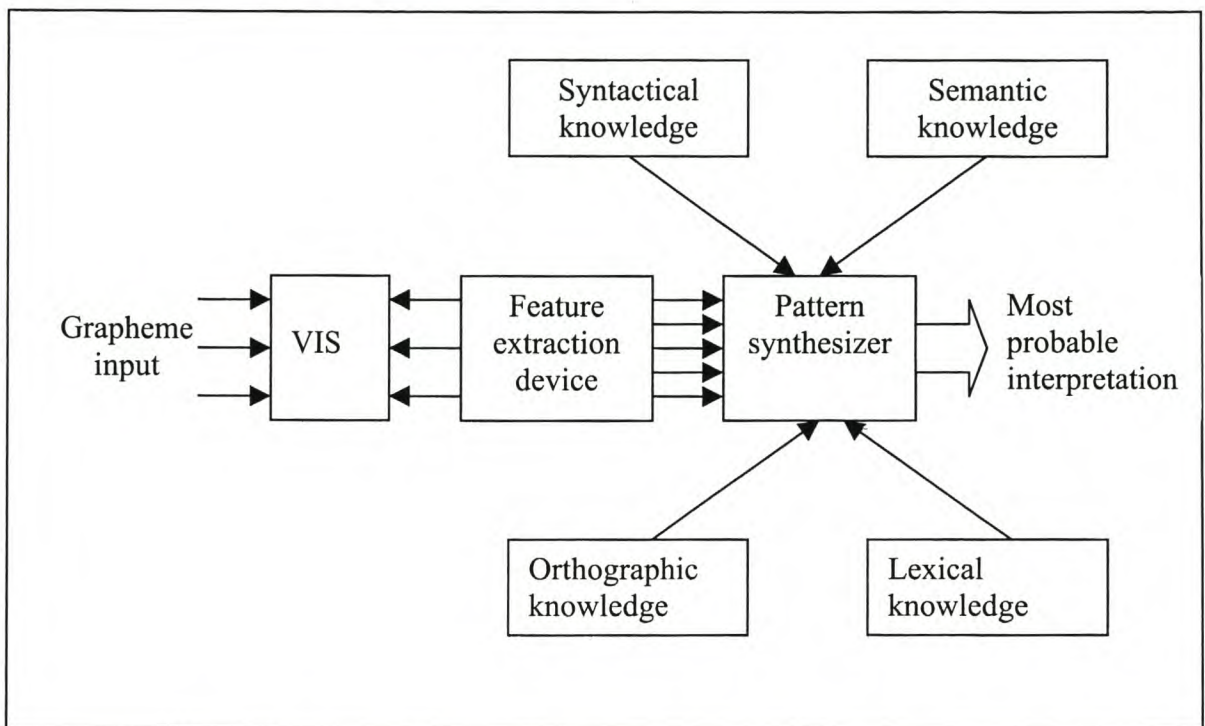 Syntactical
knowledge
Semantic
knowledge
Grapheme
input
VIS
Feature
extraction
device
Pattern
synthesizer
Most
probable
interpretation
Orthographic
knowledge
Lexical
knowledge